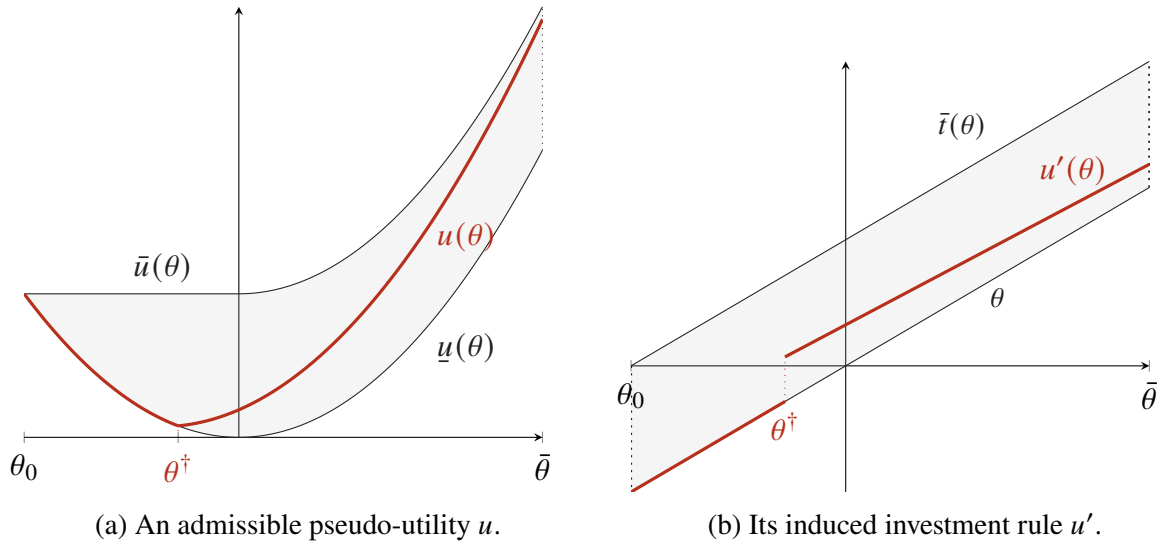 ū(θ)
u(θ)
u̲(θ)
θ₀
θ†
θ̄
(a) An admissible pseudo-utility u.
t̄(θ)
u′(θ)
θ
θ₀
θ†
θ̄
(b) Its induced investment rule u′.